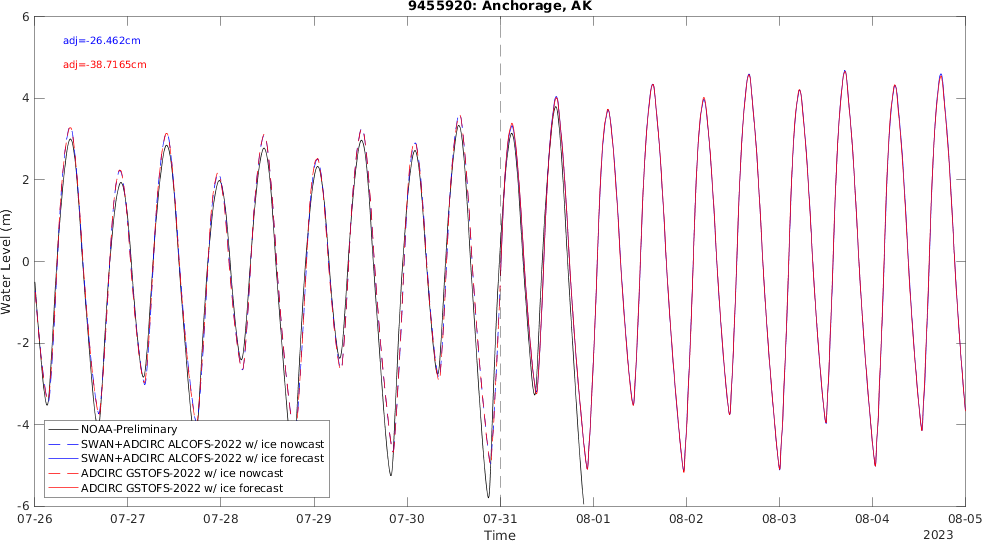 9455920: Anchorage, AK
adj=-26.462cm
adj=-38.7165cm
Water Level (m)
6
4
2
0
-2
-4
-6
NOAA-Preliminary
SWAN+ADCIRC ALCOFS-2022 w/ ice nowcast
SWAN+ADCIRC ALCOFS-2022 w/ ice forecast
ADCIRC GSTOFS-2022 w/ ice nowcast
ADCIRC GSTOFS-2022 w/ ice forecast
07-26 07-27 07-28 07-29 07-30 07-31 08-01 08-02 08-03 08-04 08-05
Time
2023